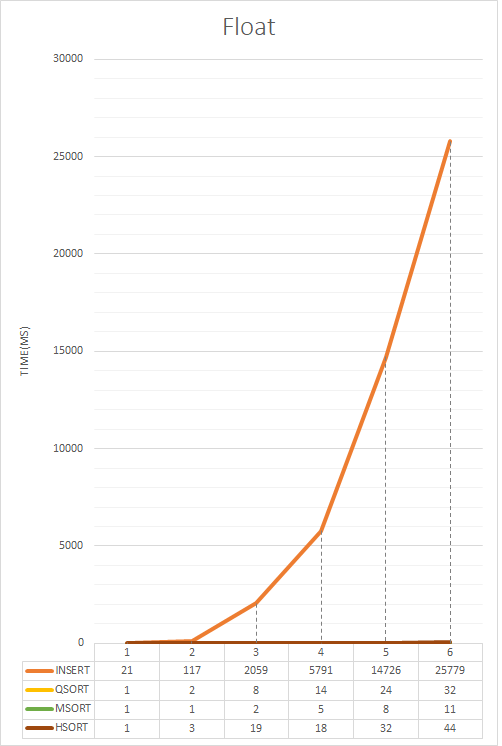 Float
30000
25000
20000
15000
10000
5000
0
TIME(MS)
1 2 3 4 5 6
INSERT 21 117 2059 5791 14726 25779
QSORT 1 2 8 14 24 32
MSORT 1 1 2 5 8 11
HSORT 1 3 19 18 32 44